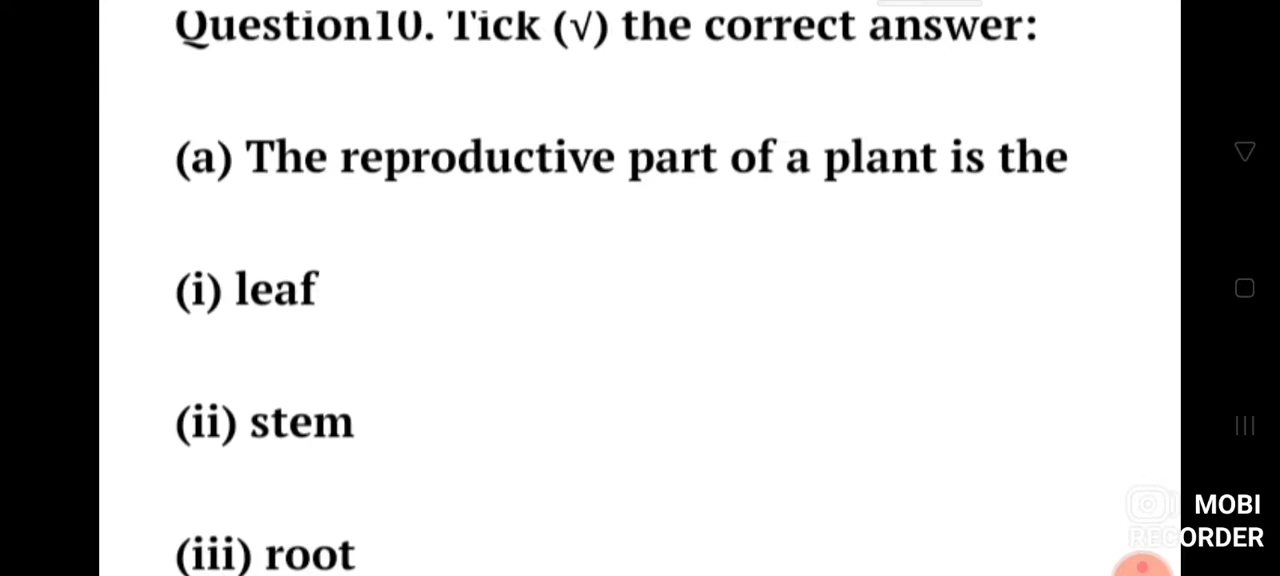 Question10. Tick (√) the correct answer:
(a) The reproductive part of a plant is the
(i) leaf
(ii) stem
(iii) root
MOBI
RECORDER